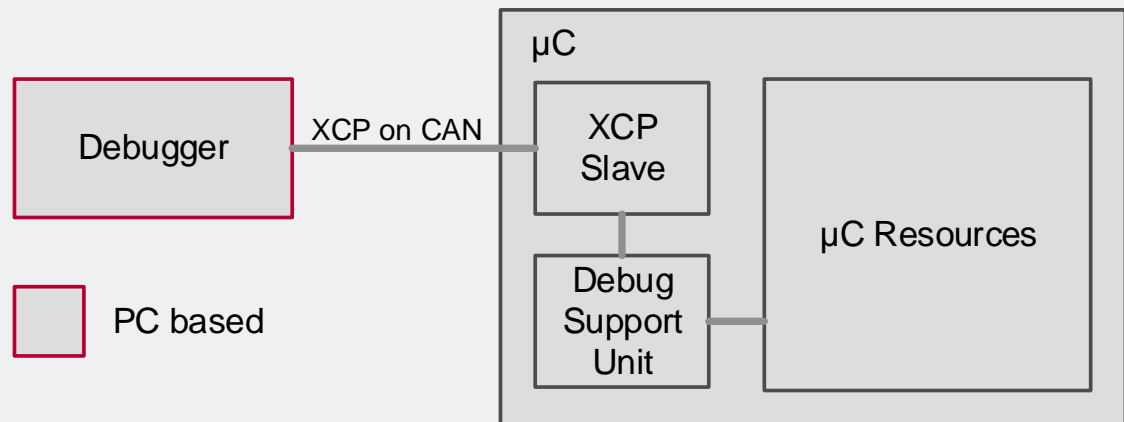 µC
Debugger
XCP on CAN
XCP
Slave
µC Resources
Debug
Support
Unit
PC based